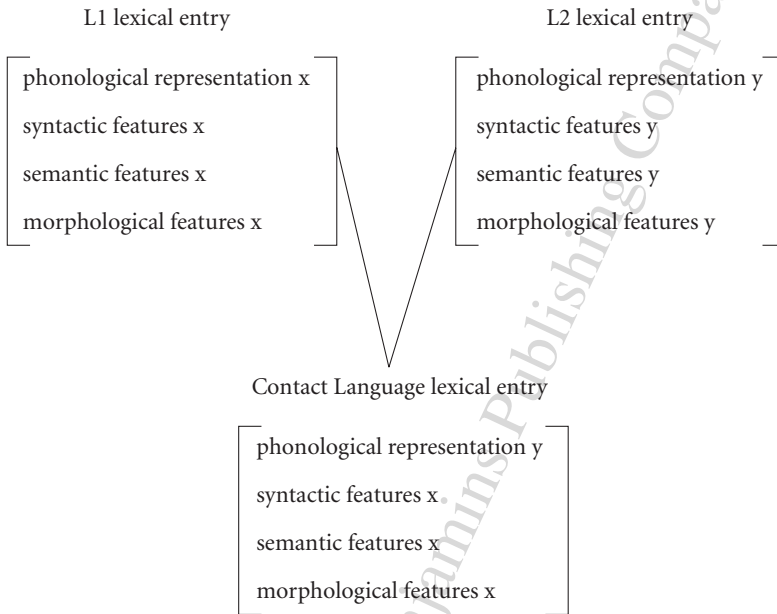 L1 lexical entry
phonological representation x
syntactic features x
semantic features x
morphological features x
L2 lexical entry
phonological representation y
syntactic features y
semantic features y
morphological features y
Contact Language lexical entry
phonological representation y
syntactic features x
semantic features x
morphological features x
Publishing